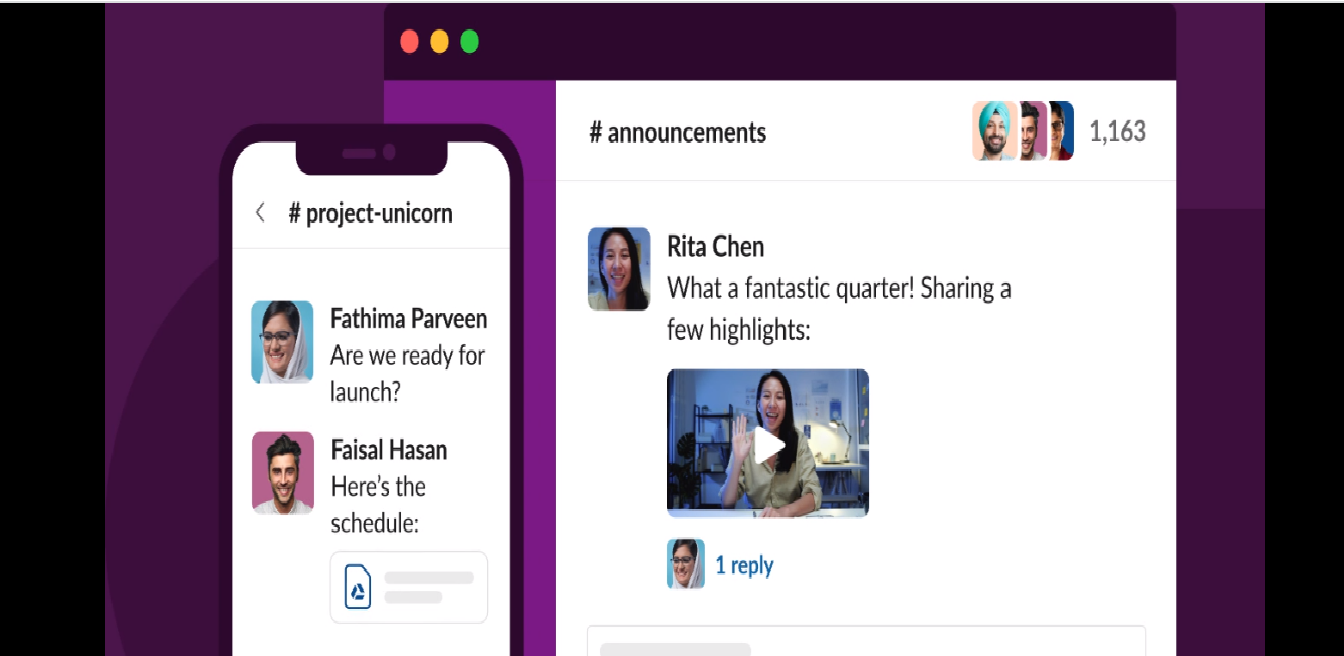 # announcements
1,163
# project-unicorn
Rita Chen
What a fantastic quarter! Sharing a
few highlights:
1 reply
Fathima Parveen
Are we ready for
launch?
Faisal Hasan
Here's the
schedule: